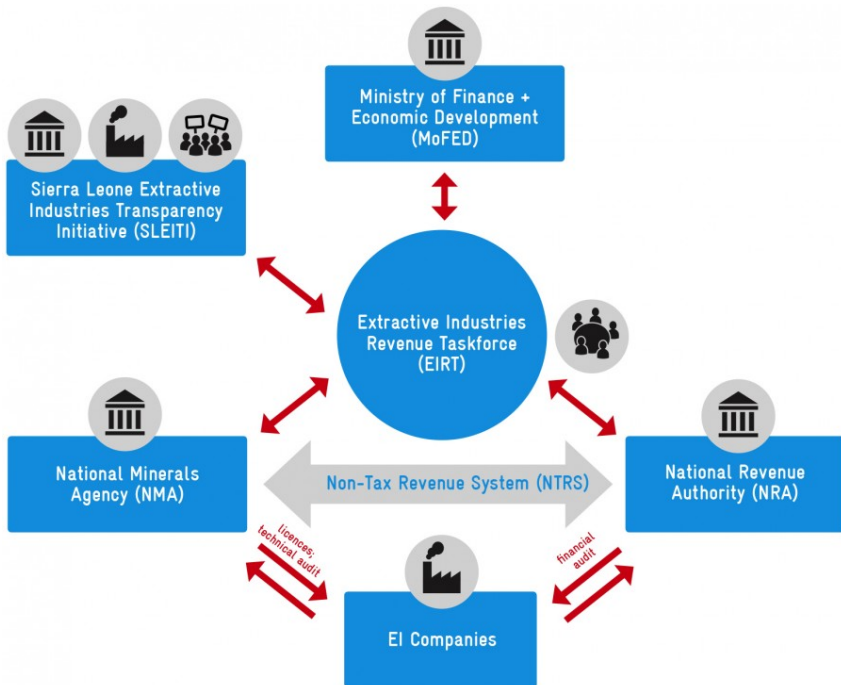 Ministry of Finance +
Economic Development
(MoFED)
Sierra Leone Extractive
Industries Transparency
Initiative (SLEITI)
Extractive Industries
Revenue Taskforce
(EIRT)
National Minerals
Agency (NMA)
Non-Tax Revenue System (NTRS)
National Revenue
Authority (NRA)
licences;
technical audit
financial
audit
EI Companies